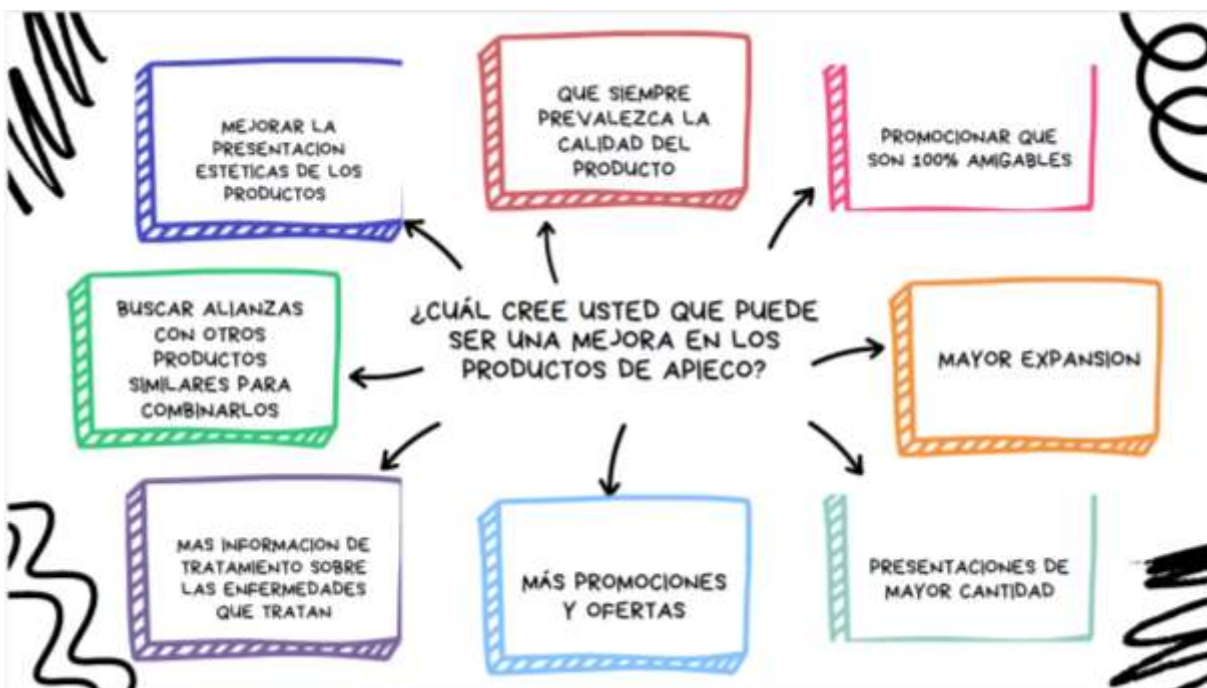 MEJORAR LA
PRESENTACION
ESTETICAS DE LOS
PRODUCTOS
QUE SIEMPRE
PREVALEZCA LA
CALIDAD DEL
PRODUCTO
PROMOCIONAR QUE
SON 100% AMIGABLES
BUSCAR ALIANZAS
CON OTROS
PRODUCTOS
SIMILARES PARA
COMBINARLOS
¿CUÁL CREE USTED QUE PUEDE
SER UNA MEJORA EN LOS
PRODUCTOS DE APIECO?
MAYOR EXPANSION
MAS INFORMACION DE
TRATAMIENTO SOBRE
LAS ENFERMEDADES
QUE TRATAN
MÁS PROMOCIONES
Y OFERTAS
PRESENTACIONES DE
MAYOR CANTIDAD